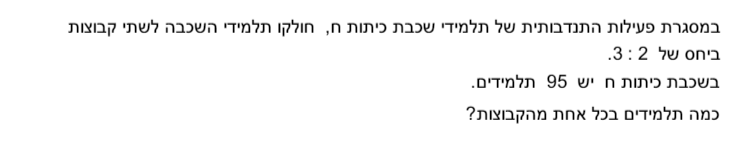 במסגרת פעילות התנדבותית של תלמידי שכבת כיתות ח, חולקו תלמידי השכבה לשתי קבוצות
ביחס של 2 : 3.
בשכבת כיתות ח יש 95 תלמידים.
כמה תלמידים בכל אחת מהקבוצות?